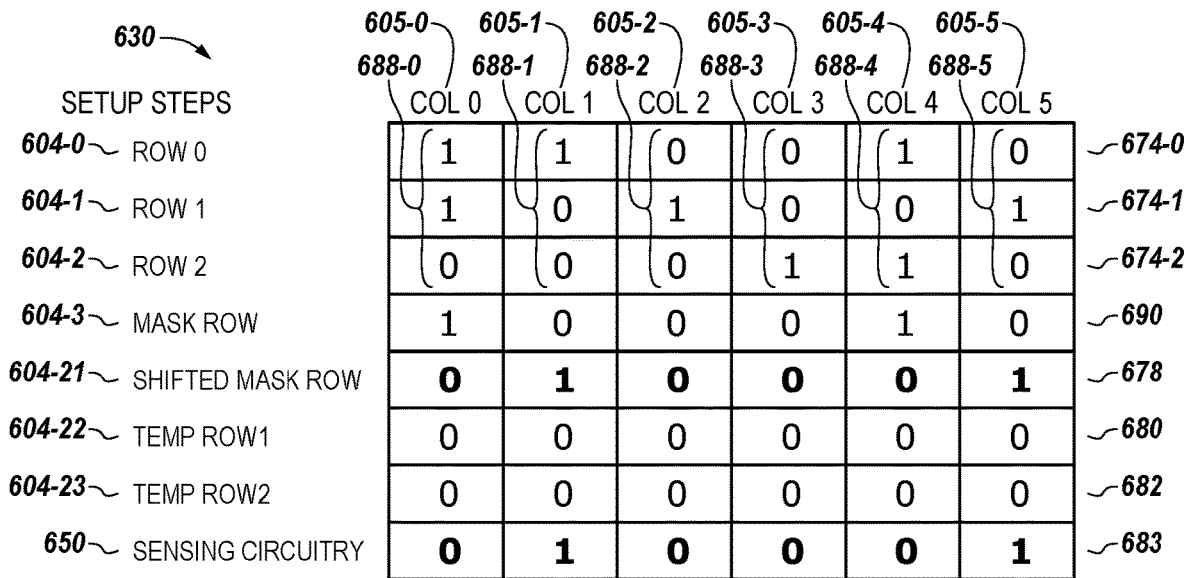 605-0 605-1 605-2 605-3 605-4 605-5
630
688-0 688-1 688-2 688-3 688-4 688-5
SETUP STEPS COL 0 COL 1 COL 2 COL 3 COL 4 COL 5
604-0 ROW 0 1 1 0 0 1 0 674-0
604-1 ROW 1 1 0 1 0 0 1 674-1
604-2 ROW 2 0 0 0 1 1 0 674-2
604-3 MASK ROW 1 0 0 0 1 0 690
604-21 SHIFTED MASK ROW 0 1 0 0 0 1 678
604-22 TEMP ROW1 0 0 0 0 0 0 680
604-23 TEMP ROW2 0 0 0 0 0 0 682
650 SENSING CIRCUITRY 0 1 0 0 0 1 683